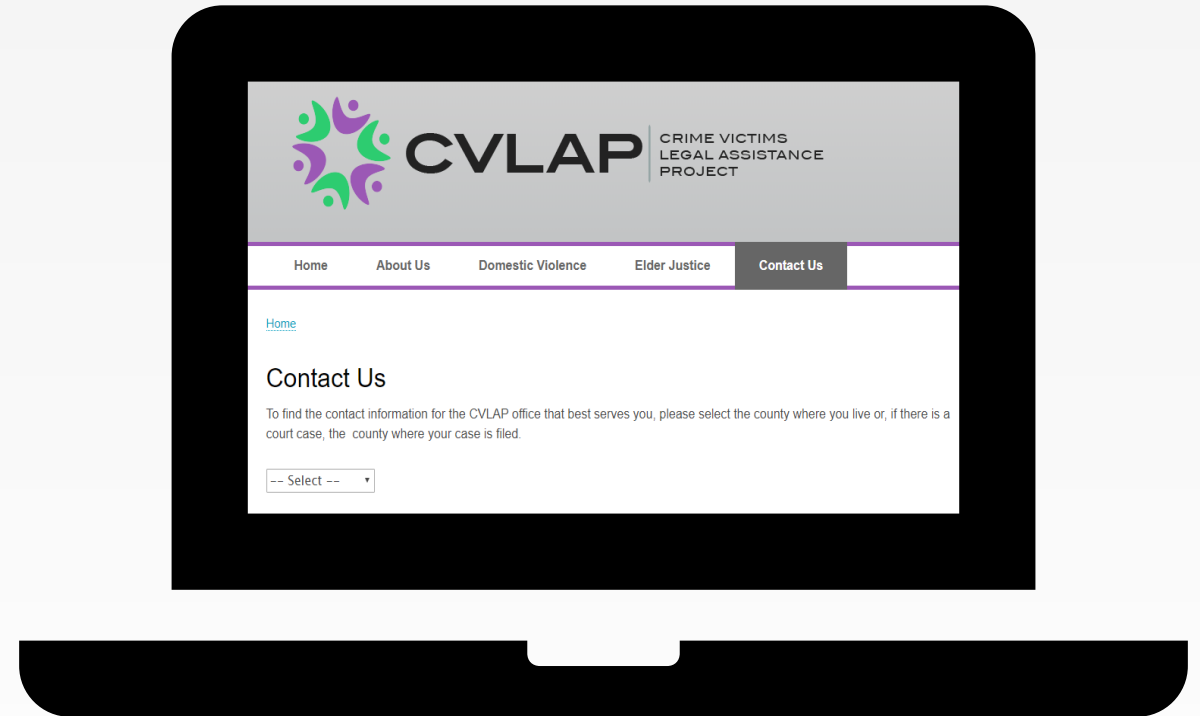 CVLAP
CRIME VICTIMS
LEGAL ASSISTANCE
PROJECT
Home About Us Domestic Violence Elder Justice Contact Us
Home
Contact Us
To find the contact information for the CVLAP office that best serves you, please select the county where you live or, if there is a
court case, the  county where your case is filed.
-- Select --